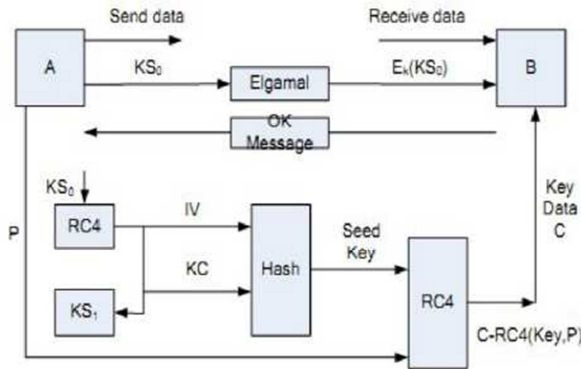 Send data
Receive data
A
KS₀
Elgamal
Eₖ(KS₀)
B
OK
Message
KS₀
P
RC4
IV
KC
Hash
Seed
Key
Key
Data
C
RC4
KS₁
C-RC4(Key,P)